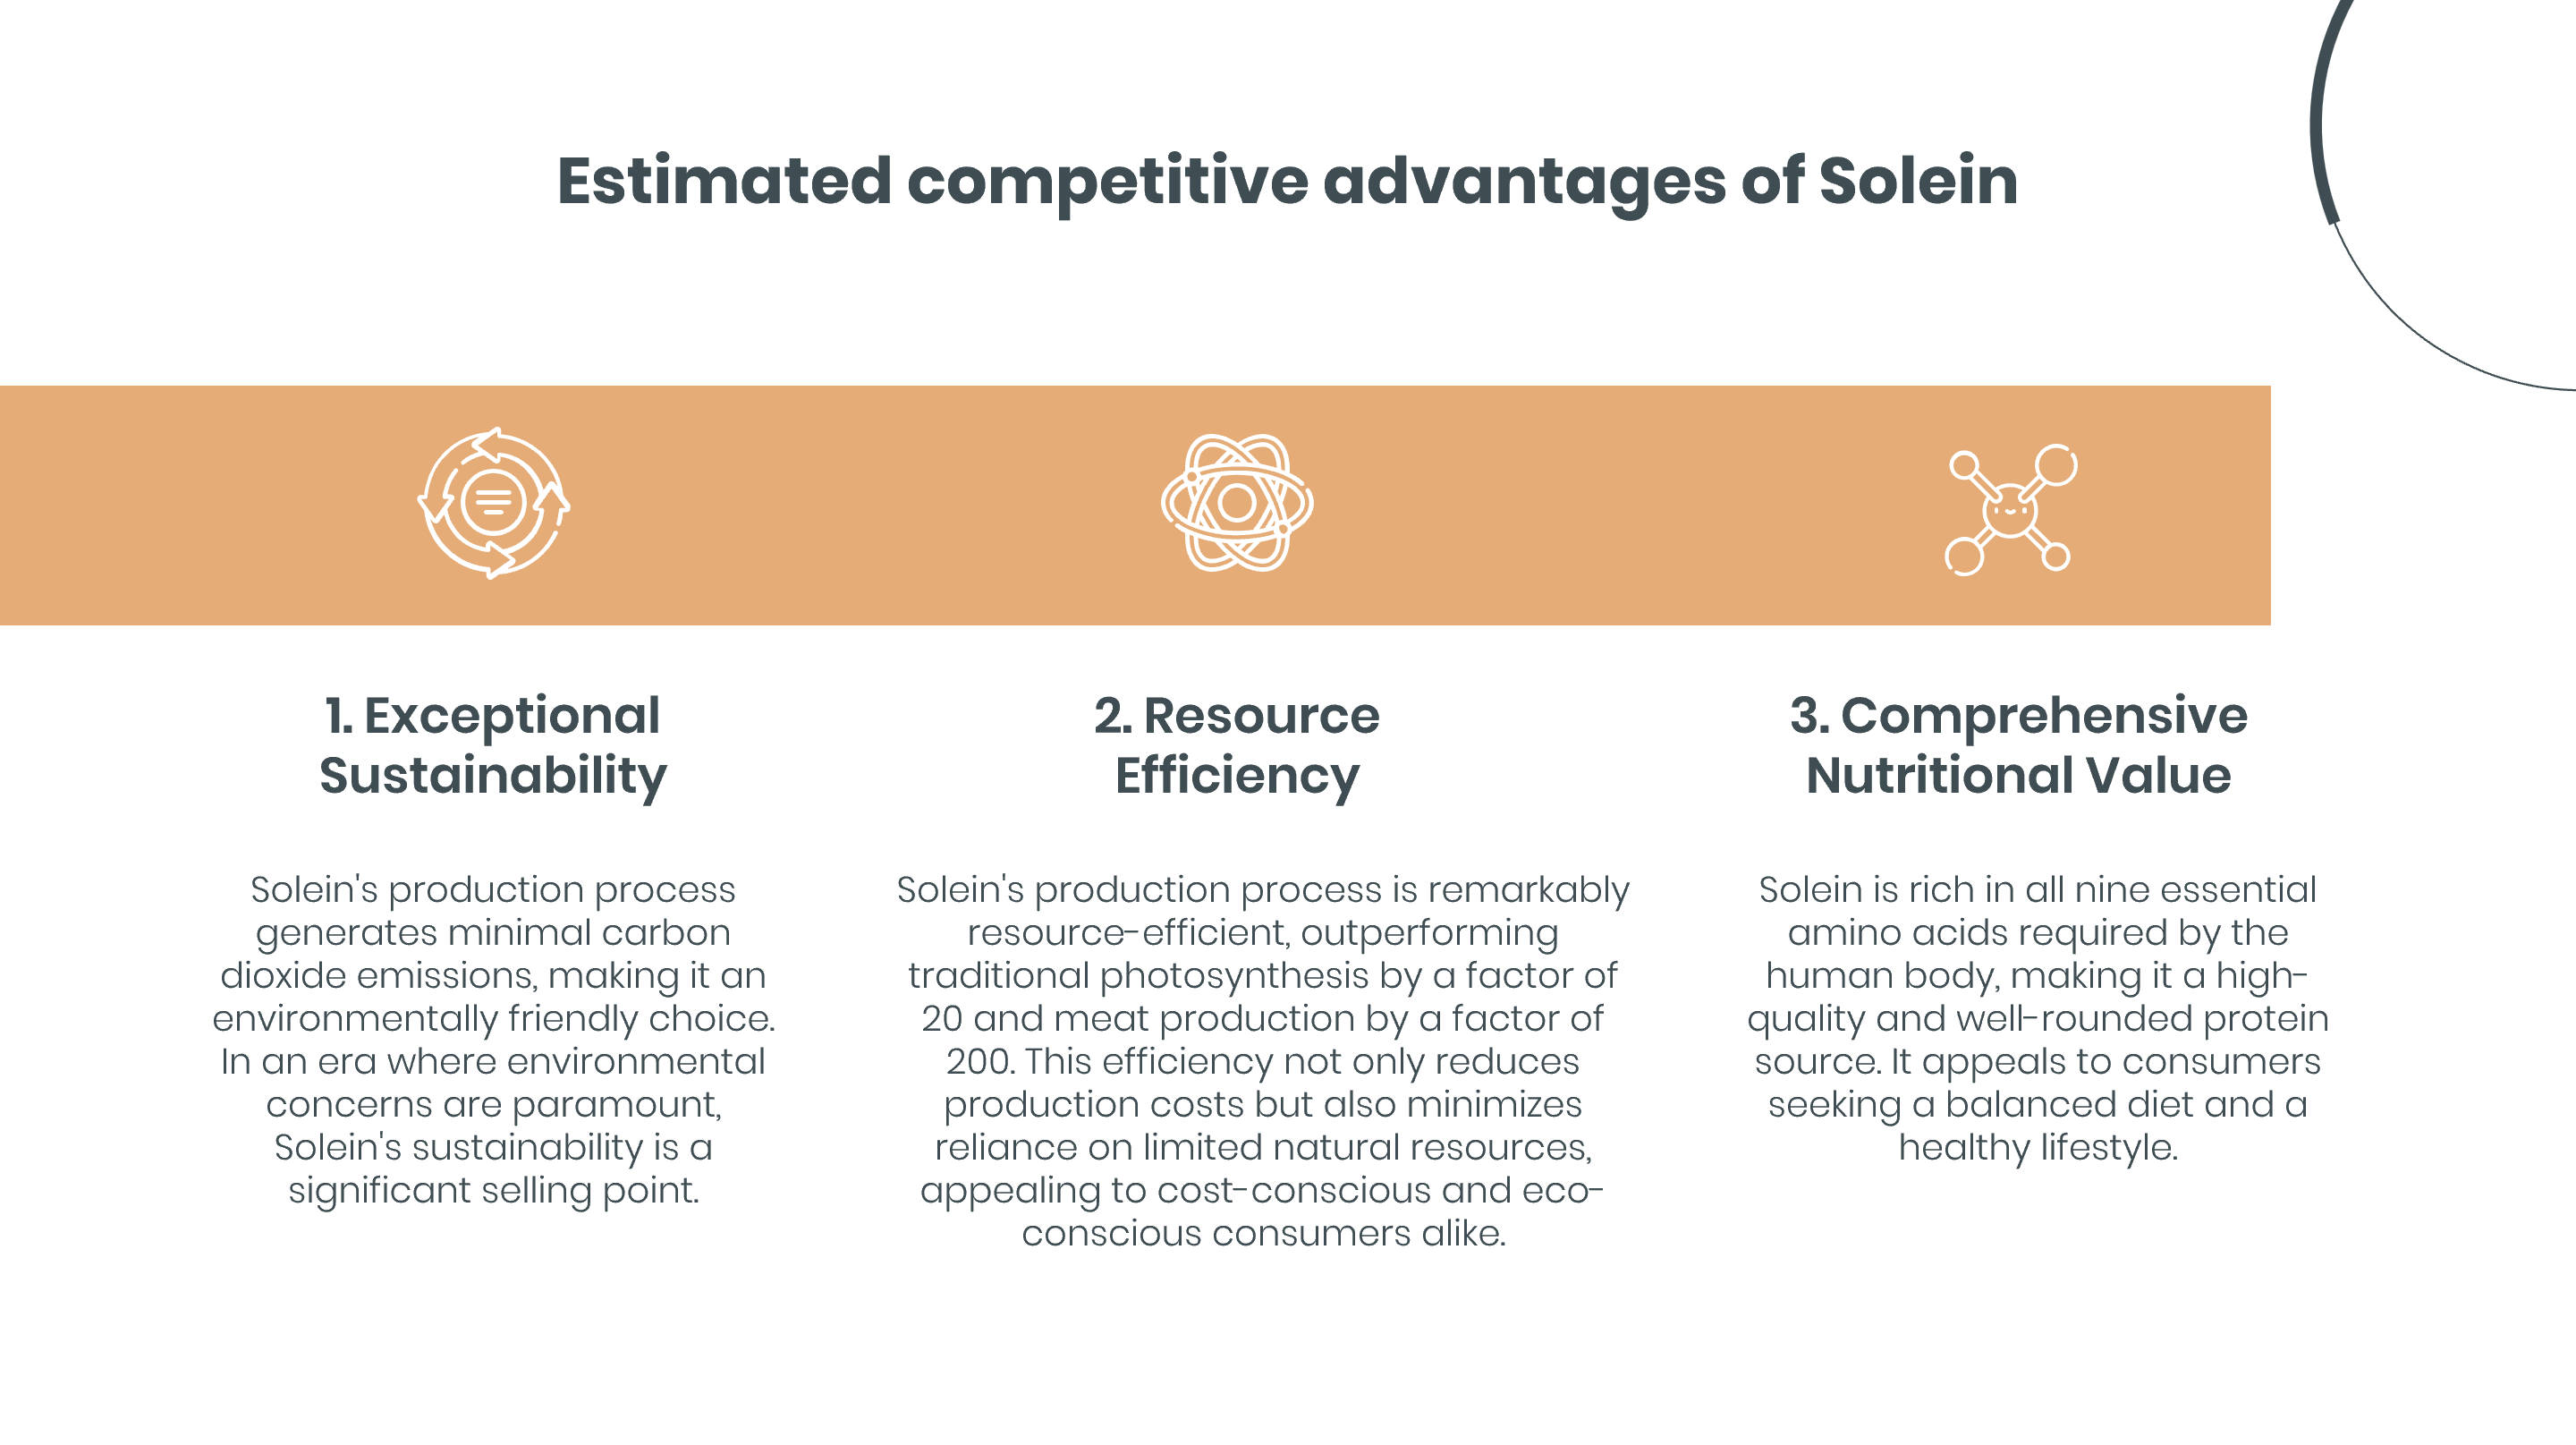 Estimated competitive advantages of Solein
1. Exceptional
Sustainability
Solein's production process
generates minimal carbon
dioxide emissions, making it an
environmentally friendly choice.
In an era where environmental
concerns are paramount,
Solein's sustainability is a
significant selling point.
2. Resource
Efficiency
Solein's production process is remarkably
resource-efficient, outperforming
traditional photosynthesis by a factor of
20 and meat production by a factor of
200. This efficiency not only reduces
production costs but also minimizes
reliance on limited natural resources,
appealing to cost-conscious and eco-
conscious consumers alike.
3. Comprehensive
Nutritional Value
Solein is rich in all nine essential
amino acids required by the
human body, making it a high-
quality and well-rounded protein
source. It appeals to consumers
seeking a balanced diet and a
healthy lifestyle.